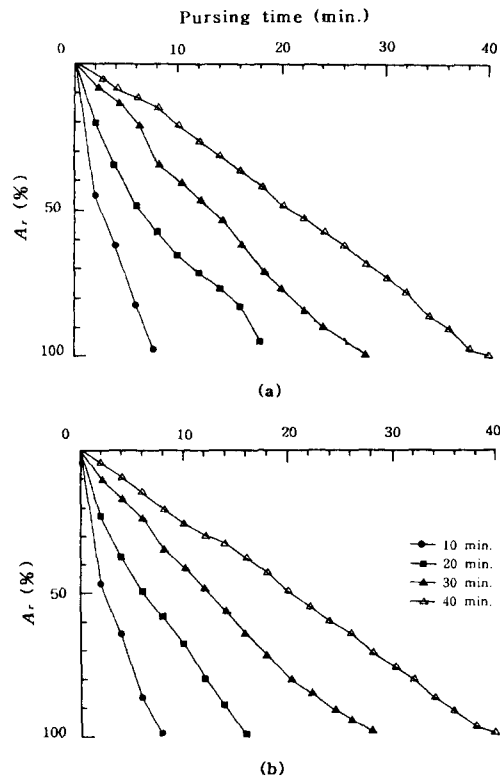 Pursing time (min.)
0 10 20 30 40
50
100
A_r (%)
(a)
0 10 20 30 40
50
100
A_r (%)
10 min.
20 min.
30 min.
40 min.
(b)